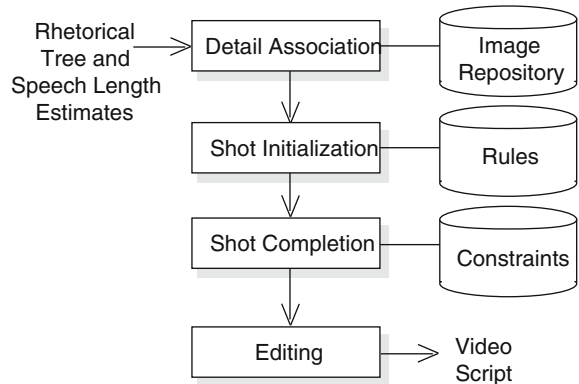 Rhetorical
Tree and
Speech Length
Estimates
Detail Association
Image
Repository
Shot Initialization
Rules
Shot Completion
Constraints
Editing
Video
Script